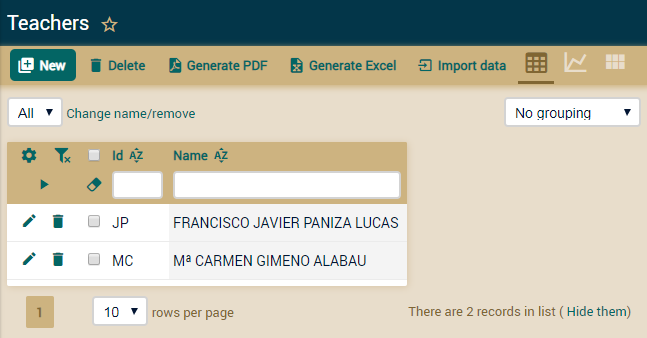 Teachers
New Delete Generate PDF Generate Excel Import data
All Change name/remove No grouping
Id Name
JP FRANCISCO JAVIER PANIZA LUCAS
MC Mª CARMEN GIMENO ALABAU
1 10 rows per page There are 2 records in list ( Hide them)